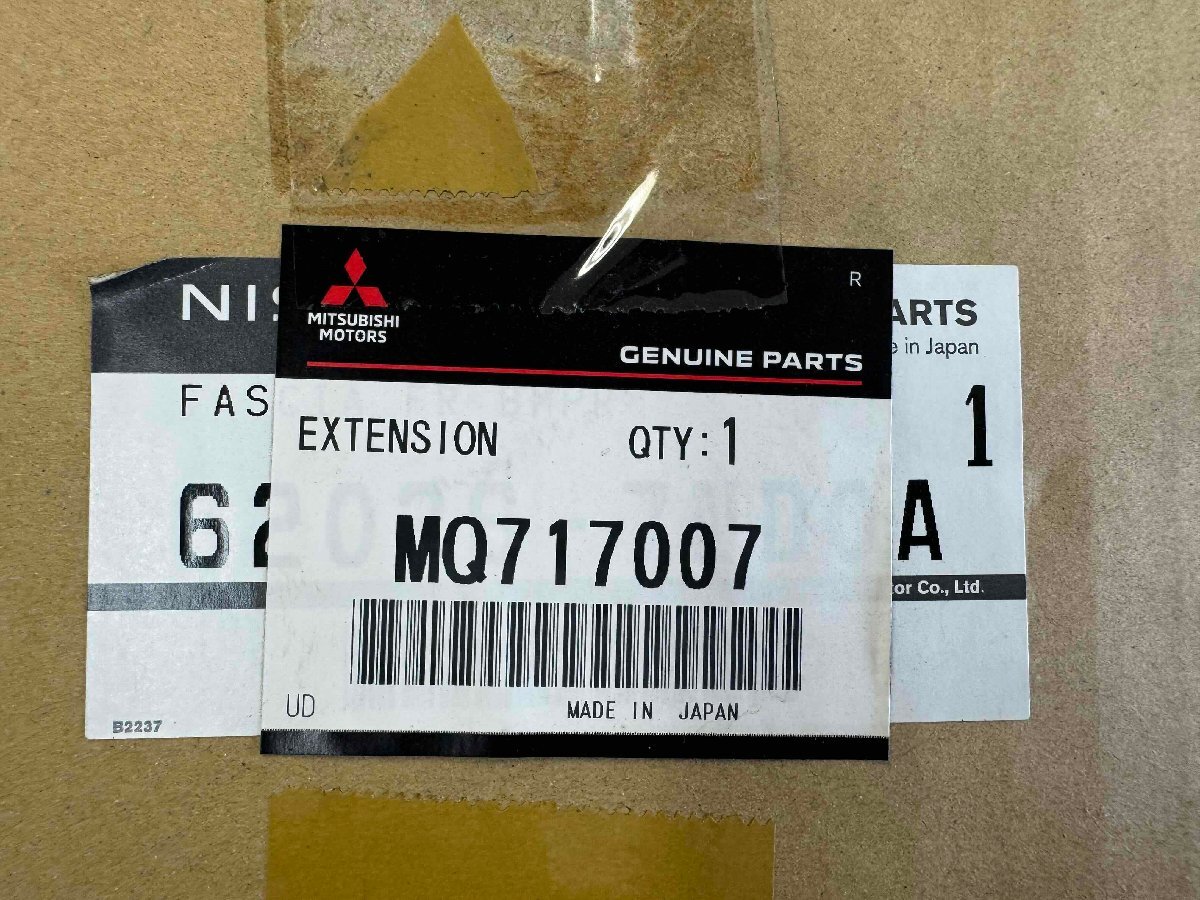 R
MITSUBISHI
MOTORS
GENUINE PARTS
EXTENSION QTY: 1
MQ717007
UD MADE IN JAPAN
NIS
FAS
62
B2237
ARTS
in Japan
1
A
or Co., Ltd.